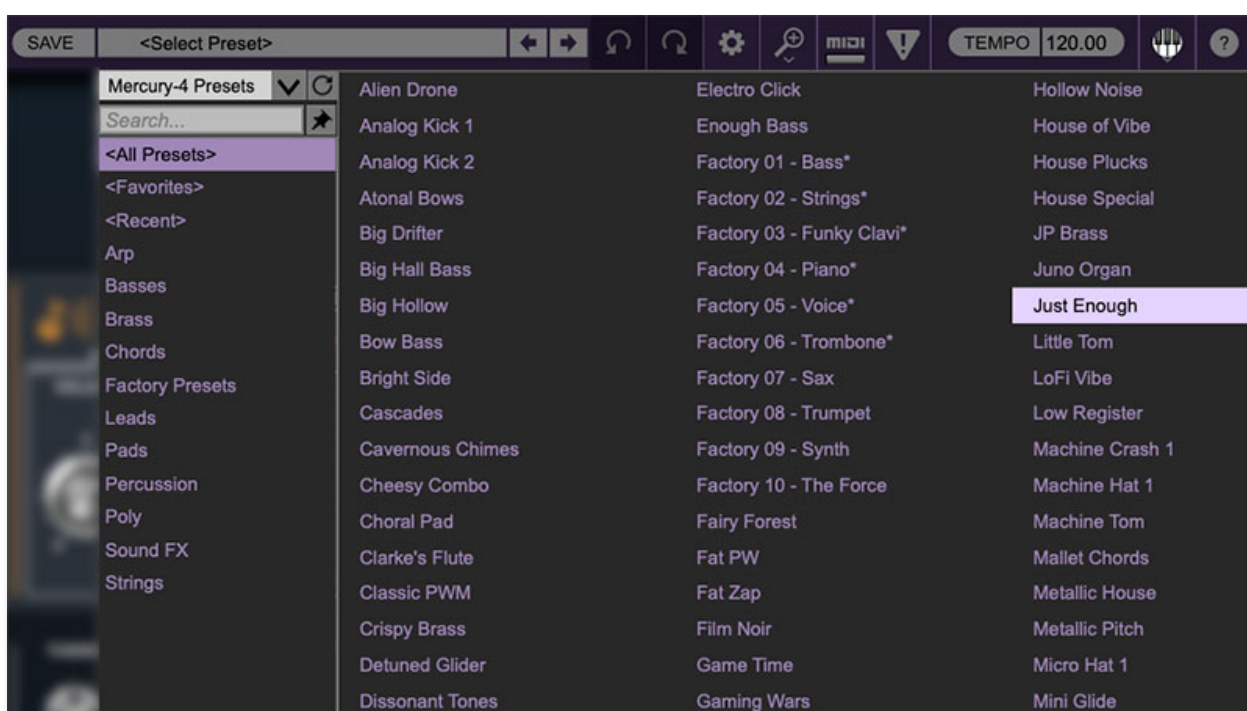 SAVE
<Select Preset>
midi
TEMPO 120.00
?
Mercury-4 Presets
Search...
<All Presets>
<Favorites>
<Recent>
Arp
Basses
Brass
Chords
Factory Presets
Leads
Pads
Percussion
Poly
Sound FX
Strings
Alien Drone
Analog Kick 1
Analog Kick 2
Atonal Bows
Big Drifter
Big Hall Bass
Big Hollow
Bow Bass
Bright Side
Cascades
Cavernous Chimes
Cheesy Combo
Choral Pad
Clarke's Flute
Classic PWM
Crispy Brass
Detuned Glider
Dissonant Tones
Electro Click
Enough Bass
Factory 01 - Bass*
Factory 02 - Strings*
Factory 03 - Funky Clavi*
Factory 04 - Piano*
Factory 05 - Voice*
Factory 06 - Trombone*
Factory 07 - Sax
Factory 08 - Trumpet
Factory 09 - Synth
Factory 10 - The Force
Fairy Forest
Fat PW
Fat Zap
Film Noir
Game Time
Gaming Wars
Hollow Noise
House of Vibe
House Plucks
House Special
JP Brass
Juno Organ
Just Enough
Little Tom
LoFi Vibe
Low Register
Machine Crash 1
Machine Hat 1
Machine Tom
Mallet Chords
Metallic House
Metallic Pitch
Micro Hat 1
Mini Glide